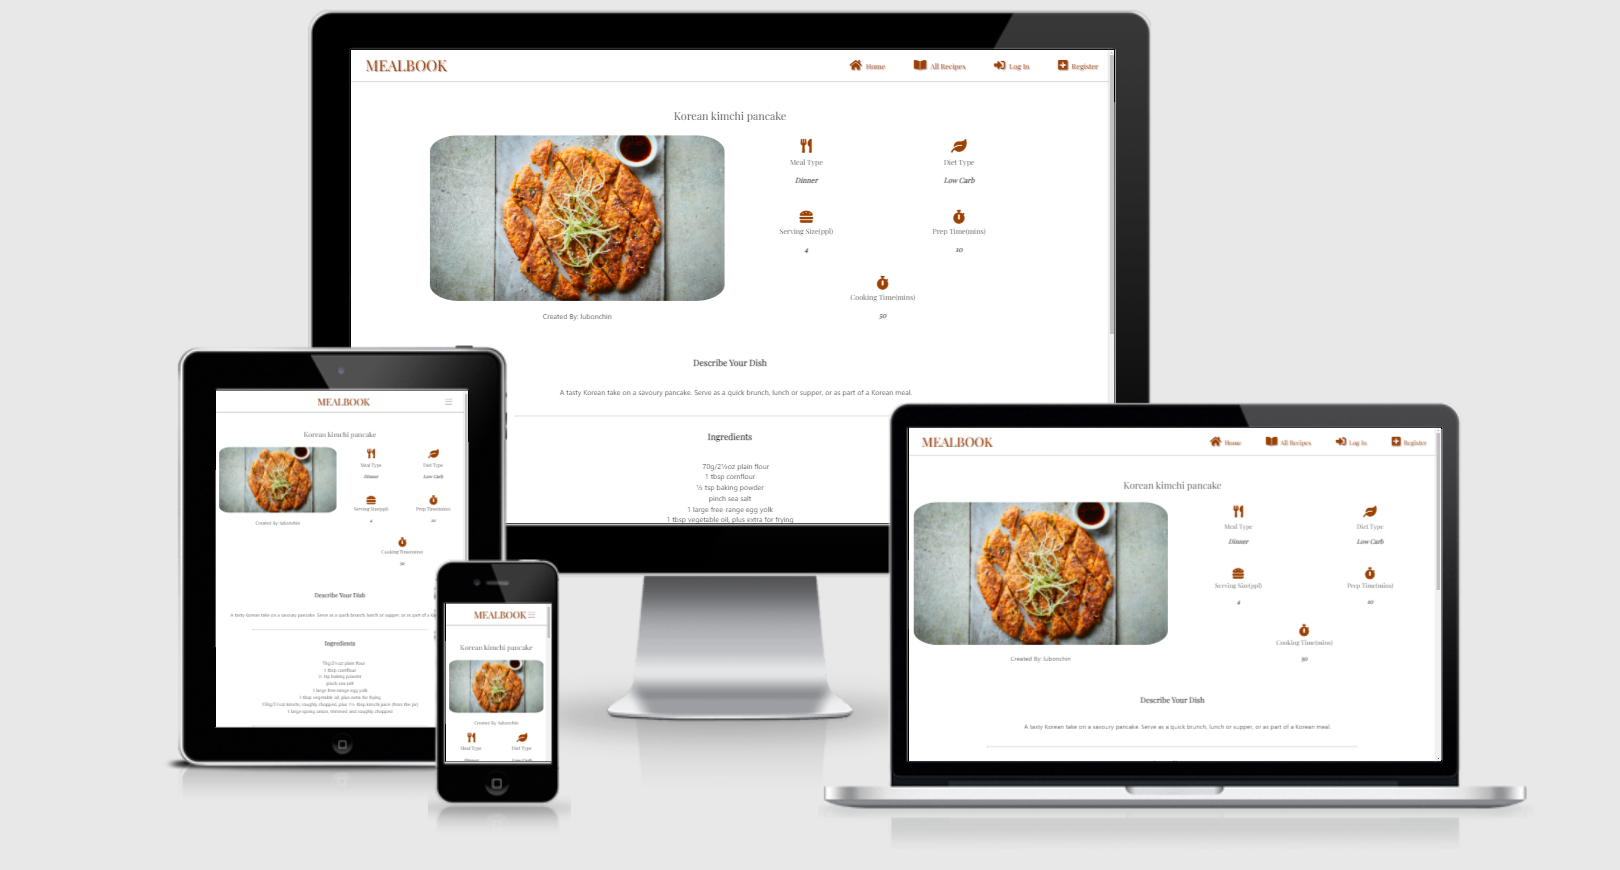 MEALBOOK
Home All Recipes Log In Register
Korean kimchi pancake
Meal Type Diet Type
Dinner Low Carb
Serving Size(ppl) Prep Time(mins)
4 10
Cooking Time(mins)
50
Created By: lubonchin
Describe Your Dish
A tasty Korean take on a savoury pancake. Serve as a quick brunch, lunch or supper, or as part of a Korean meal.
Ingredients
70g/2½oz plain flour
1 tbsp cornflour
½ tsp baking powder
pinch sea salt
1 large free-range egg yolk
1 tbsp vegetable oil, plus extra for frying
MEALBOOK
Korean kimchi pancake
Meal Type Diet Type
Dinner Low Carb
Serving Size(ppl) Prep Time(mins)
4 10
Created By: lubonchin
Cooking Time(mins)
50
Describe Your Dish
A tasty Korean take on a savoury pancake. Serve as a quick brunch, lunch or supper, or as part of a
Ingredients
70g/2½oz plain flour
1 tbsp cornflour
½ tsp baking powder
pinch sea salt
1 large free-range egg yolk
1 tbsp vegetable oil, plus extra for frying
kimchi, roughly chopped, plus 1½ tbsp kimchi juice (from the jar)
1 large spring onion, trimmed and roughly chopped
MEALBOOK
Korean kimchi pancake
Created By: lubonchin
Meal Type Diet Type
Dinner Low Carb
MEALBOOK
Home All Recipes Log In Register
Korean kimchi pancake
Meal Type Diet Type
Dinner Low Carb
Serving Size(ppl) Prep Time(mins)
4 10
Cooking Time(mins)
50
Created By: lubonchin
Describe Your Dish
A tasty Korean take on a savoury pancake. Serve as a quick brunch, lunch or supper, or as part of a Korean meal.